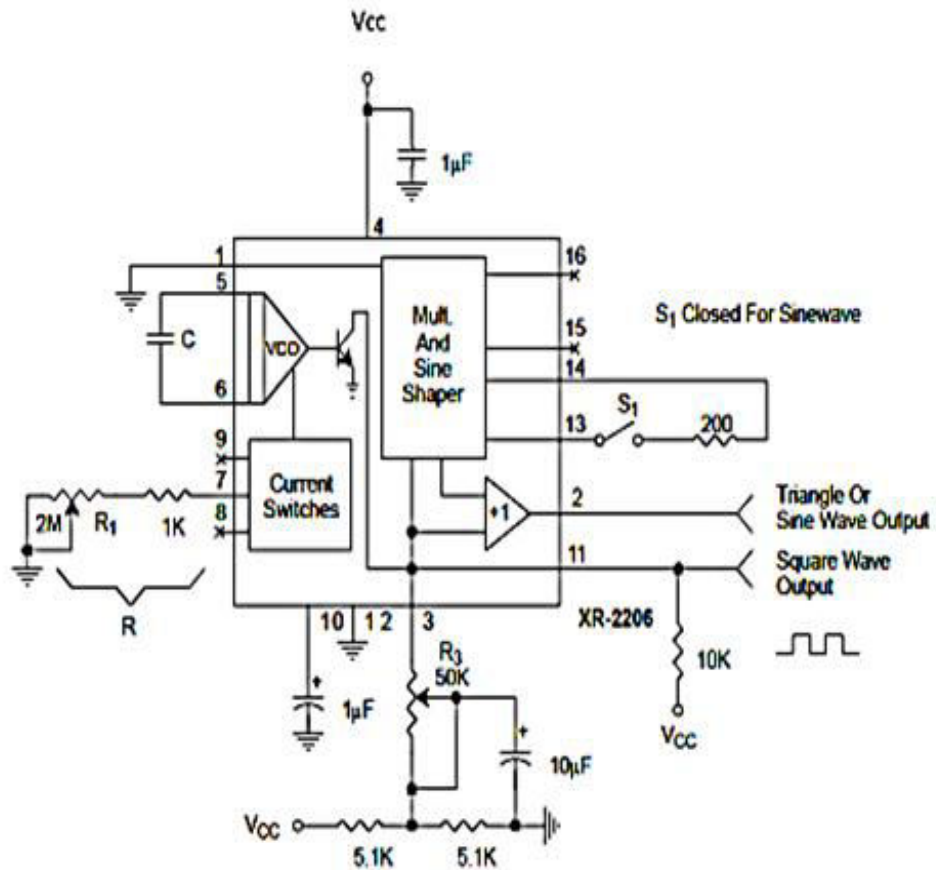 Vcc
1µF
4
1
16
5
Mult.
And
Sine
Shaper
S1 Closed For Sinewave
C
VCO
15
14
6
S1
13
200
9
7
Current
Switches
8
2M
R1
1K
+1
2
Triangle Or
Sine Wave Output
11
Square Wave
Output
R
10
1 2
3
XR-2206
R3
50K
10K
1µF
VCC
10µF
VCC
5.1K
5.1K